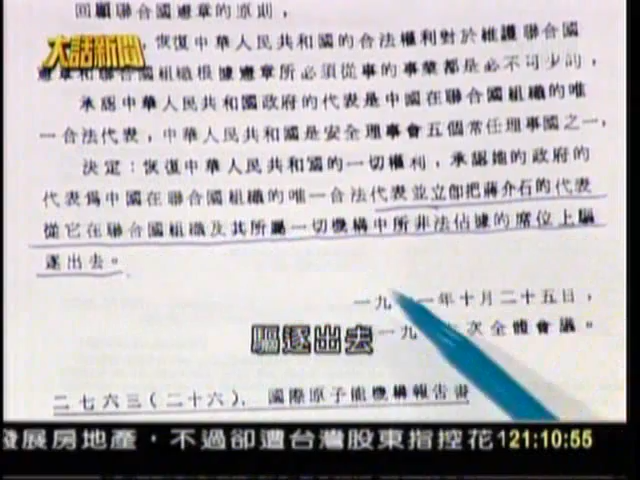 回顧聯合國憲章的原則，
大話新聞
恢復中華人民共和國的合法權利對於維護聯合國
憲章和聯合國組織根據憲章所必須從事的事業都是必不可少的，
承認中華人民共和國政府的代表是中國在聯合國組織的唯
一合法代表，中華人民共和國是安全理事會五個常任理事國之一，
決定：恢復中華人民共和國的一切權利，承認她的政府的
代表為中國在聯合國組織的唯一合法代表並立即把蔣介石的代表
從它在聯合國組織及其所屬一切機構中所非法佔據的席位上驅
逐出去。
一九 一年十月二十五日，
一九 次全體會議。
驅逐出去
二七六三（二十六）．國際原子能機構報告書
發展房地產，不過卻遭台灣股東指控花 121:10:55